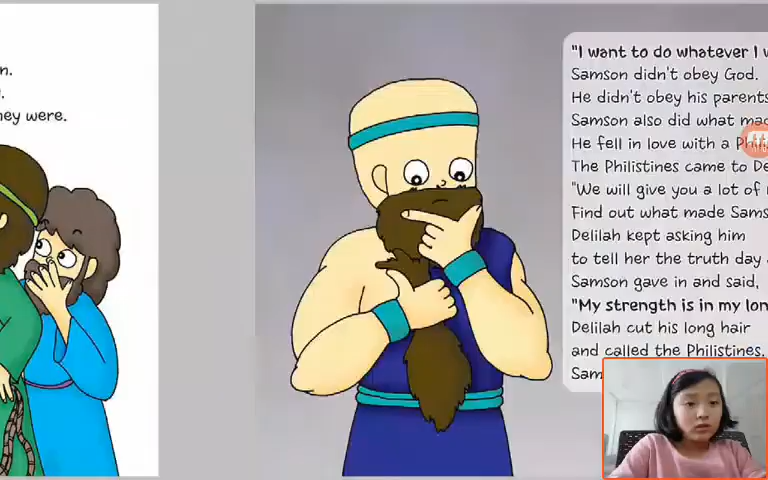 n.
.
hey were.
"I want to do whatever I w
Samson didn't obey God.
He didn't obey his parents
Samson also did what mad
He fell in love with a Phi
The Philistines came to De
"We will give you a lot of
Find out what made Sams
Delilah kept asking him
to tell her the truth day
Samson gave in and said,
"My strength is in my lon
Delilah cut his long hair
and called the Philistines.
Sam